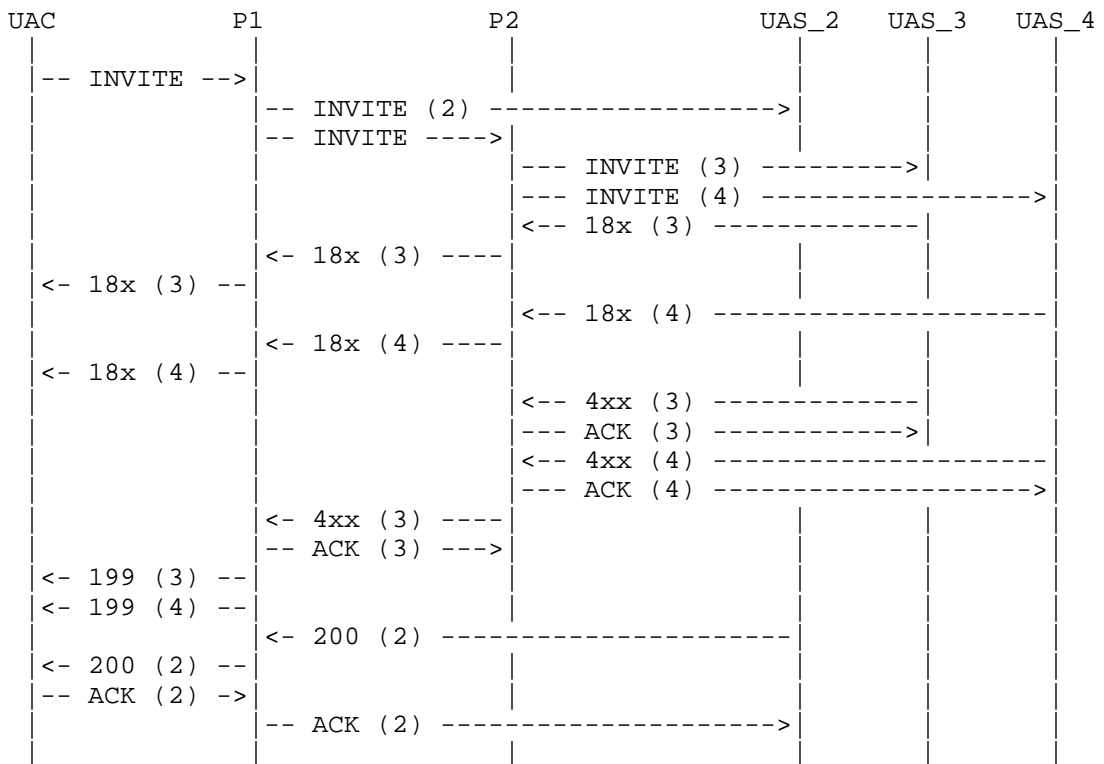 UAC P1 P2 UAS_2 UAS_3 UAS_4
-- INVITE -->
-- INVITE (2) ------------------>
-- INVITE ---->
--- INVITE (3) --------->
--- INVITE (4) ----------------->
<-- 18x (3) -------------
<- 18x (3) ----
<- 18x (3) --
<-- 18x (4) ---------------------
<- 18x (4) ----
<- 18x (4) --
<-- 4xx (3) -------------
--- ACK (3) ------------>
<-- 4xx (4) ---------------------
--- ACK (4) -------------------->
<- 4xx (3) ----
-- ACK (3) --->
<- 199 (3) --
<- 199 (4) --
<- 200 (2) ----------------------
<- 200 (2) --
-- ACK (2) ->
-- ACK (2) --------------------->